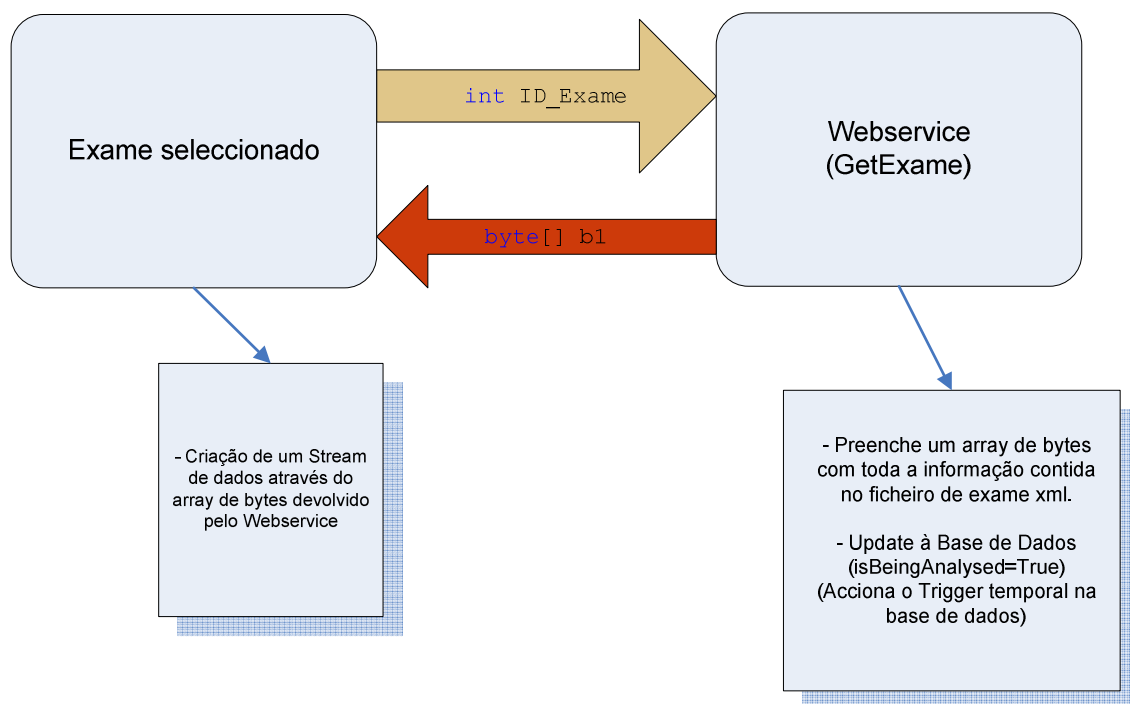 Exame seleccionado
int ID_Exame
Webservice
(GetExame)
byte[] b1
- Criação de um Stream
de dados através do
array de bytes devolvido
pelo Webservice
- Preenche um array de bytes
com toda a informação contida
no ficheiro de exame xml.
- Update à Base de Dados
(isBeingAnalysed=True)
(Acciona o Trigger temporal na
base de dados)